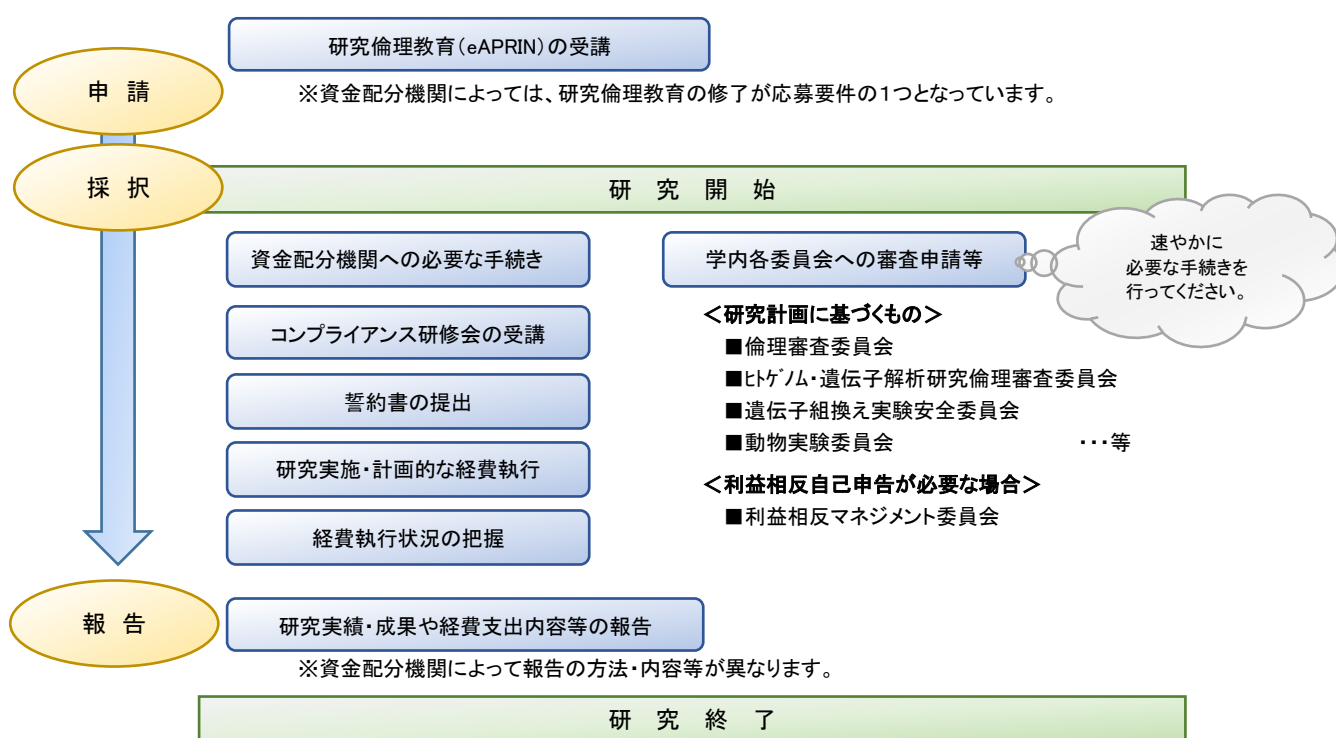 研究倫理教育(eAPRIN)の受講
申 請
※資金配分機関によっては、研究倫理教育の修了が応募要件の1つとなっています。
採 択
研 究 開 始
資金配分機関への必要な手続き
学内各委員会への審査申請等
速やかに
必要な手続きを
行ってください。
コンプライアンス研修会の受講
誓約書の提出
研究実施・計画的な経費執行
経費執行状況の把握
<研究計画に基づくもの>
■倫理審査委員会
■ﾋﾄｹﾞﾉﾑ・遺伝子解析研究倫理審査委員会
■遺伝子組換え実験安全委員会
■動物実験委員会 ・・・等
<利益相反自己申告が必要な場合>
■利益相反マネジメント委員会
報 告
研究実績・成果や経費支出内容等の報告
※資金配分機関によって報告の方法・内容等が異なります。
研 究 終 了